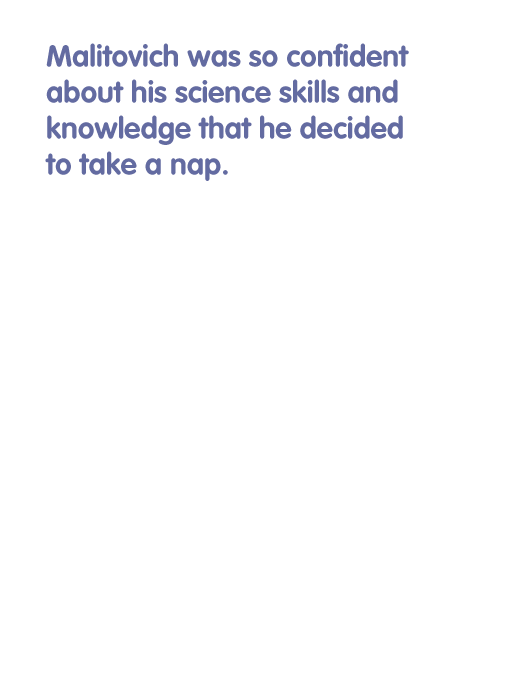 Malitovich was so confident
about his science skills and
knowledge that he decided
to take a nap.